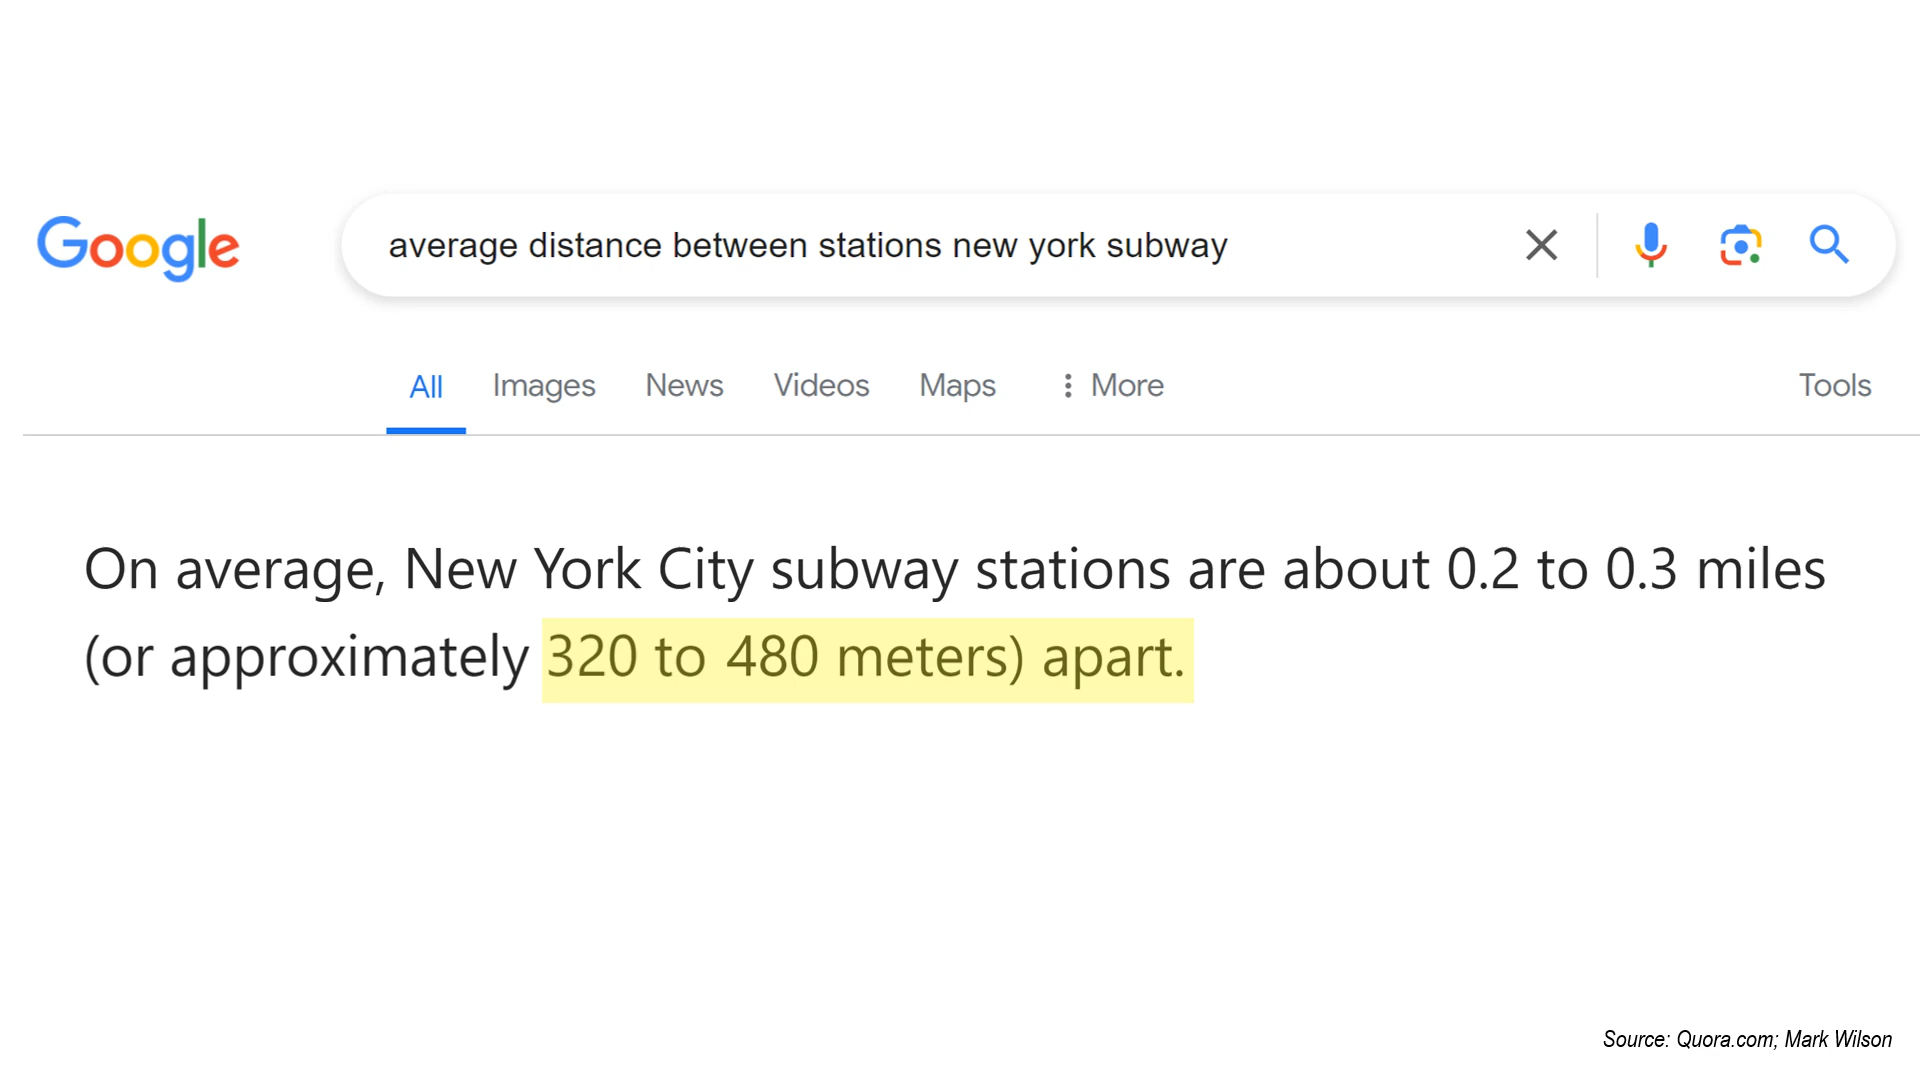 Google
average distance between stations new york subway
All Images News Videos Maps More Tools
On average, New York City subway stations are about 0.2 to 0.3 miles
(or approximately 320 to 480 meters) apart.
Source: Quora.com; Mark Wilson